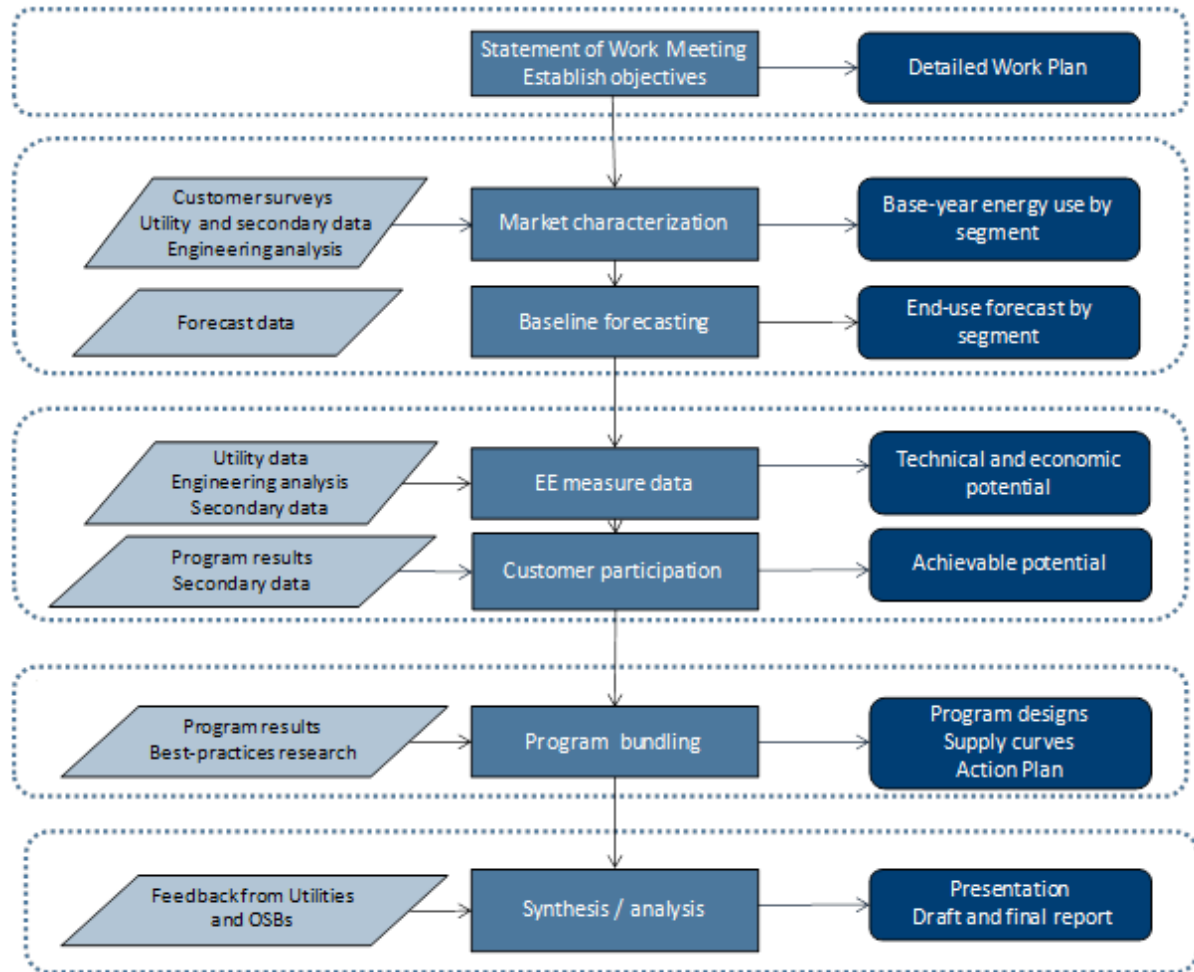 Statement of Work Meeting
Establish objectives
Detailed Work Plan
Customer surveys
Utility and secondary data
Engineering analysis
Market characterization
Base-year energy use by
segment
Forecast data
Baseline forecasting
End-use forecast by
segment
Utility data
Engineering analysis
Secondary data
EE measure data
Technical and economic
potential
Program results
Secondary data
Customer participation
Achievable potential
Program results
Best-practices research
Program bundling
Program designs
Supply curves
Action Plan
Feedback from Utilities
and OSBs
Synthesis / analysis
Presentation
Draft and final report